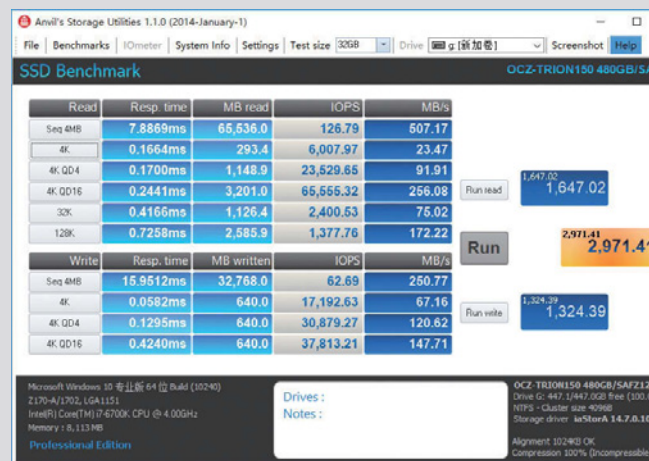 Anvil's Storage Utilities 1.1.0 (2014-January-1)
File Benchmarks IOmeter System Info Settings Test size 32GB Drive g: [新加卷] Screenshot Help
SSD Benchmark OCZ-TRION150 480GB/SA
Read Resp. time MB read IOPS MB/s
Seq 4MB 7.8869ms 65,536.0 126.79 507.17
4K 0.1664ms 293.4 6,007.97 23.47
4K QD4 0.1700ms 1,148.9 23,529.65 91.91
4K QD16 0.2441ms 3,201.0 65,555.32 256.08
32K 0.4166ms 1,126.4 2,400.53 75.02
128K 0.7258ms 2,585.9 1,377.76 172.22
Run read
1,647.02
1,647.02
Run
2,971.41
2,971.41
Write Resp. time MB written IOPS MB/s
Seq 4MB 15.9512ms 32,768.0 62.69 250.77
4K 0.0582ms 640.0 17,192.63 67.16
4K QD4 0.1295ms 640.0 30,879.27 120.62
4K QD16 0.4240ms 640.0 37,813.21 147.71
Run write
1,324.39
1,324.39
Microsoft Windows 10 专业版 64 位 Build (10240)
Z170-A/1702, LGA1151
Intel(R) Core(TM) i7-6700K CPU @ 4.00GHz
Memory : 8,113 MB
Professional Edition
Drives :
Notes :
OCZ-TRION150 480GB/SAFZ12
Drive G: 447.1/447.0GB free (100.0
NTFS - Cluster size 4096B
Storage driver iaStorA 14.7.0.10
Alignment 1024KB OK
Compression 100% (Incompressible